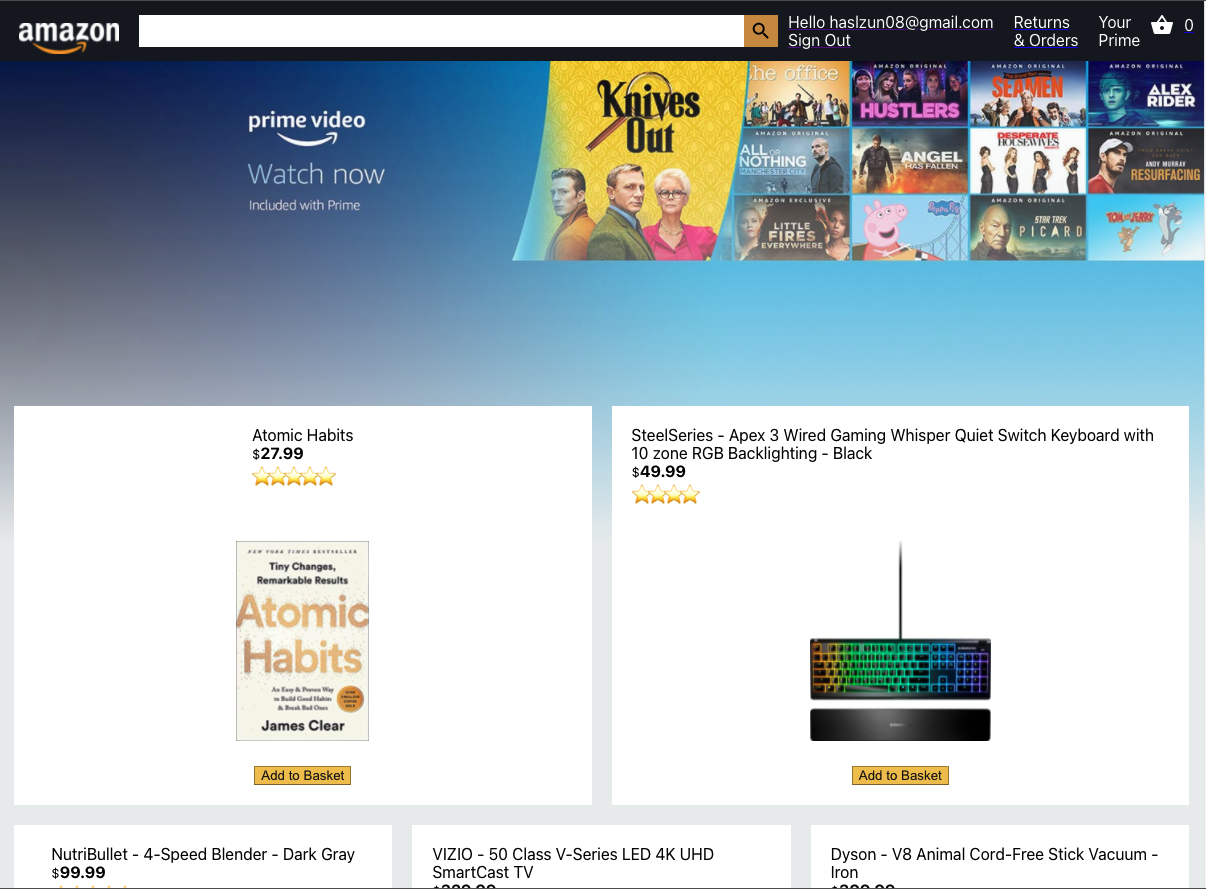 amazon
Hello haslzun08@gmail.com
Sign Out
Returns
& Orders
Your
Prime
0
prime video
Watch now
Included with Prime
Knives
Out
the office
AMAZON ORIGINAL
HUSTLERS
AMAZON ORIGINAL
SEAMEN
AMAZON ORIGINAL
ALEX
RIDER
AMAZON ORIGINAL
ALL OR
NOTHING
MANCHESTER CITY
ANGEL
HAS FALLEN
DESPERATE
HOUSEWIVES
AMAZON ORIGINAL
ANDY MURRAY
RESURFACING
AMAZON EXCLUSIVE
LITTLE
FIRES
EVERYWHERE
Peppa Pig
AMAZON ORIGINAL
STAR TREK
PICARD
TOM and JERRY
Atomic Habits
$27.99
NEW YORK TIMES BESTSELLER
Tiny Changes,
Remarkable Results
Atomic
Habits
An Easy & Proven Way
to Build Good Habits
& Break Bad Ones
James Clear
Add to Basket
SteelSeries - Apex 3 Wired Gaming Whisper Quiet Switch Keyboard with
10 zone RGB Backlighting - Black
$49.99
Add to Basket
NutriBullet - 4-Speed Blender - Dark Gray
$99.99
VIZIO - 50 Class V-Series LED 4K UHD
SmartCast TV
Dyson - V8 Animal Cord-Free Stick Vacuum -
Iron